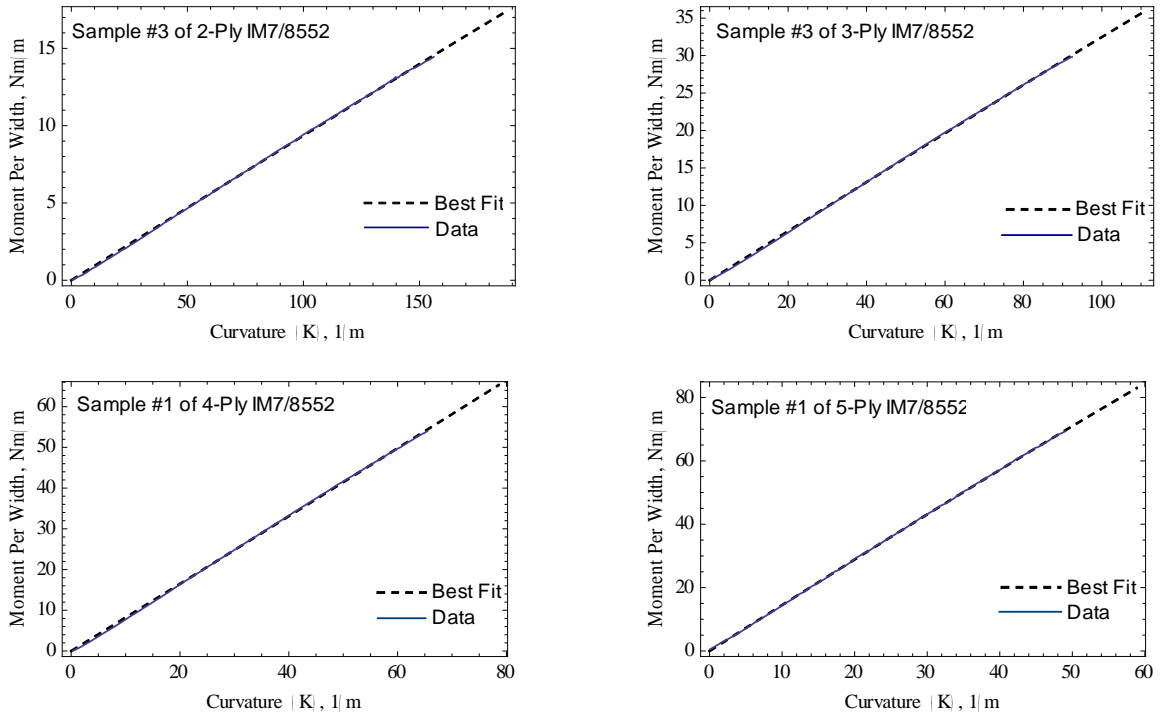 Sample #3 of 2-Ply IM7/8552
Moment Per Width, Nm/m
15
10
5
0
Best Fit
Data
0 50 100 150
Curvature (K), 1/m
Sample #3 of 3-Ply IM7/8552
Moment Per Width, Nm/m
35
30
25
20
15
10
5
0
Best Fit
Data
0 20 40 60 80 100
Curvature (K), 1/m
Sample #1 of 4-Ply IM7/8552
Moment Per Width, Nm/m
60
50
40
30
20
10
0
Best Fit
Data
0 20 40 60 80
Curvature (K), 1/m
Sample #1 of 5-Ply IM7/8552
Moment Per Width, Nm/m
80
60
40
20
0
Best Fit
Data
0 10 20 30 40 50 60
Curvature (K), 1/m